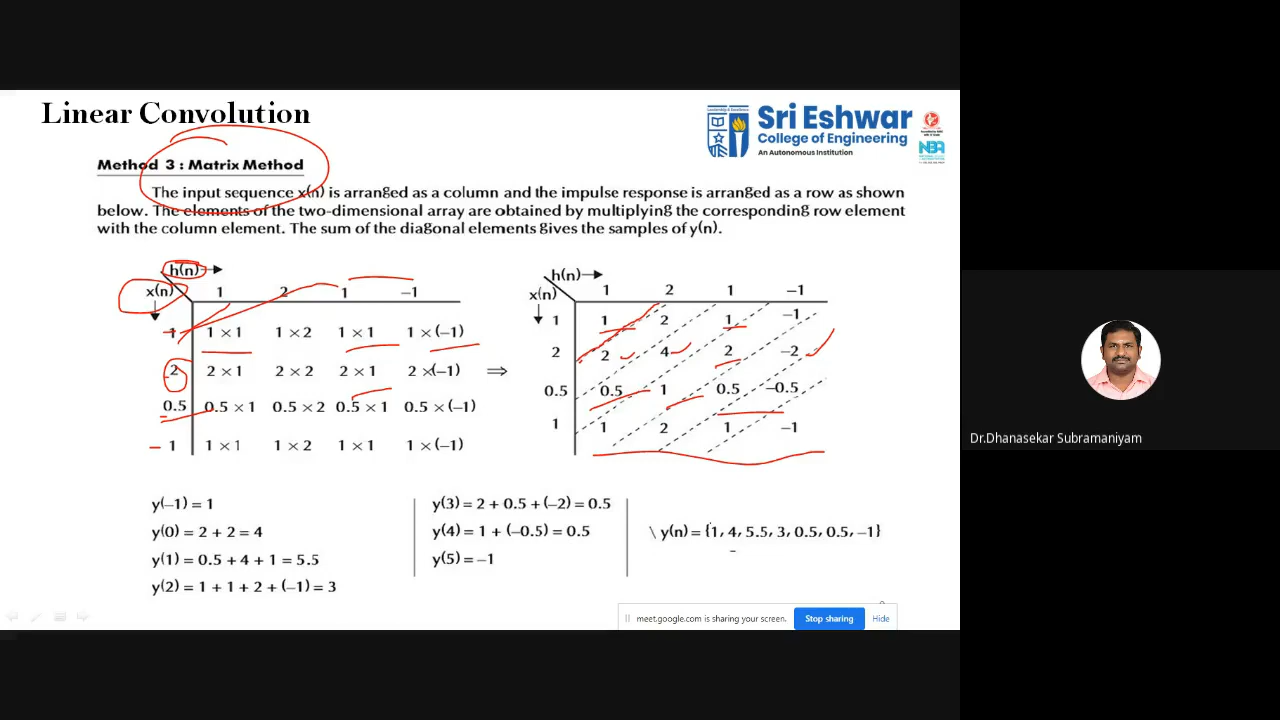 Linear Convolution
Sri Eshwar
College of Engineering
An Autonomous Institution
NBA
Method 3 : Matrix Method
The input sequence x(n) is arranged as a column and the impulse response is arranged as a row as shown
below. The elements of the two-dimensional array are obtained by multiplying the corresponding row element
with the column element. The sum of the diagonal elements gives the samples of y(n).
h(n)
x(n) 1 2 1 −1
1 1 × 1 1 × 2 1 × 1 1 × (−1)
2 2 × 1 2 × 2 2 × 1 2 × (−1) ⇒
0.5 0.5 × 1 0.5 × 2 0.5 × 1 0.5 × (−1)
1 1 × 1 1 × 2 1 × 1 1 × (−1)
h(n)
x(n) 1 2 1 −1
1 1 2 1 −1
2 2 4 2 −2
0.5 0.5 1 0.5 −0.5
1 1 2 1 −1
y(−1) = 1
y(0) = 2 + 2 = 4
y(1) = 0.5 + 4 + 1 = 5.5
y(2) = 1 + 1 + 2 + (−1) = 3
y(3) = 2 + 0.5 + (−2) = 0.5
y(4) = 1 + (−0.5) = 0.5
y(5) = −1
\ y(n) = {1, 4, 5.5, 3, 0.5, 0.5, −1}
meet.google.com is sharing your screen. Stop sharing Hide
Dr.Dhanasekar Subramaniyam